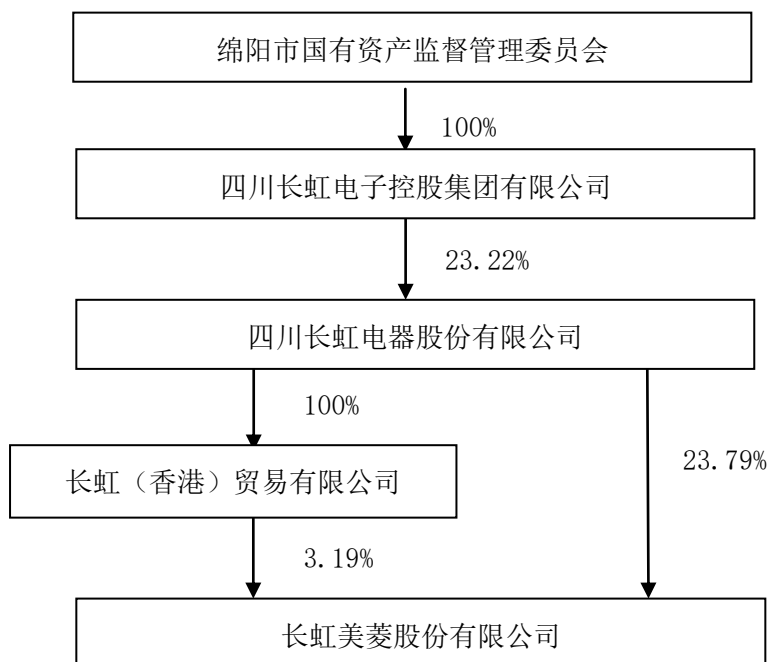 绵阳市国有资产监督管理委员会
100%
四川长虹电子控股集团有限公司
23.22%
四川长虹电器股份有限公司
100%
23.79%
长虹（香港）贸易有限公司
3.19%
长虹美菱股份有限公司